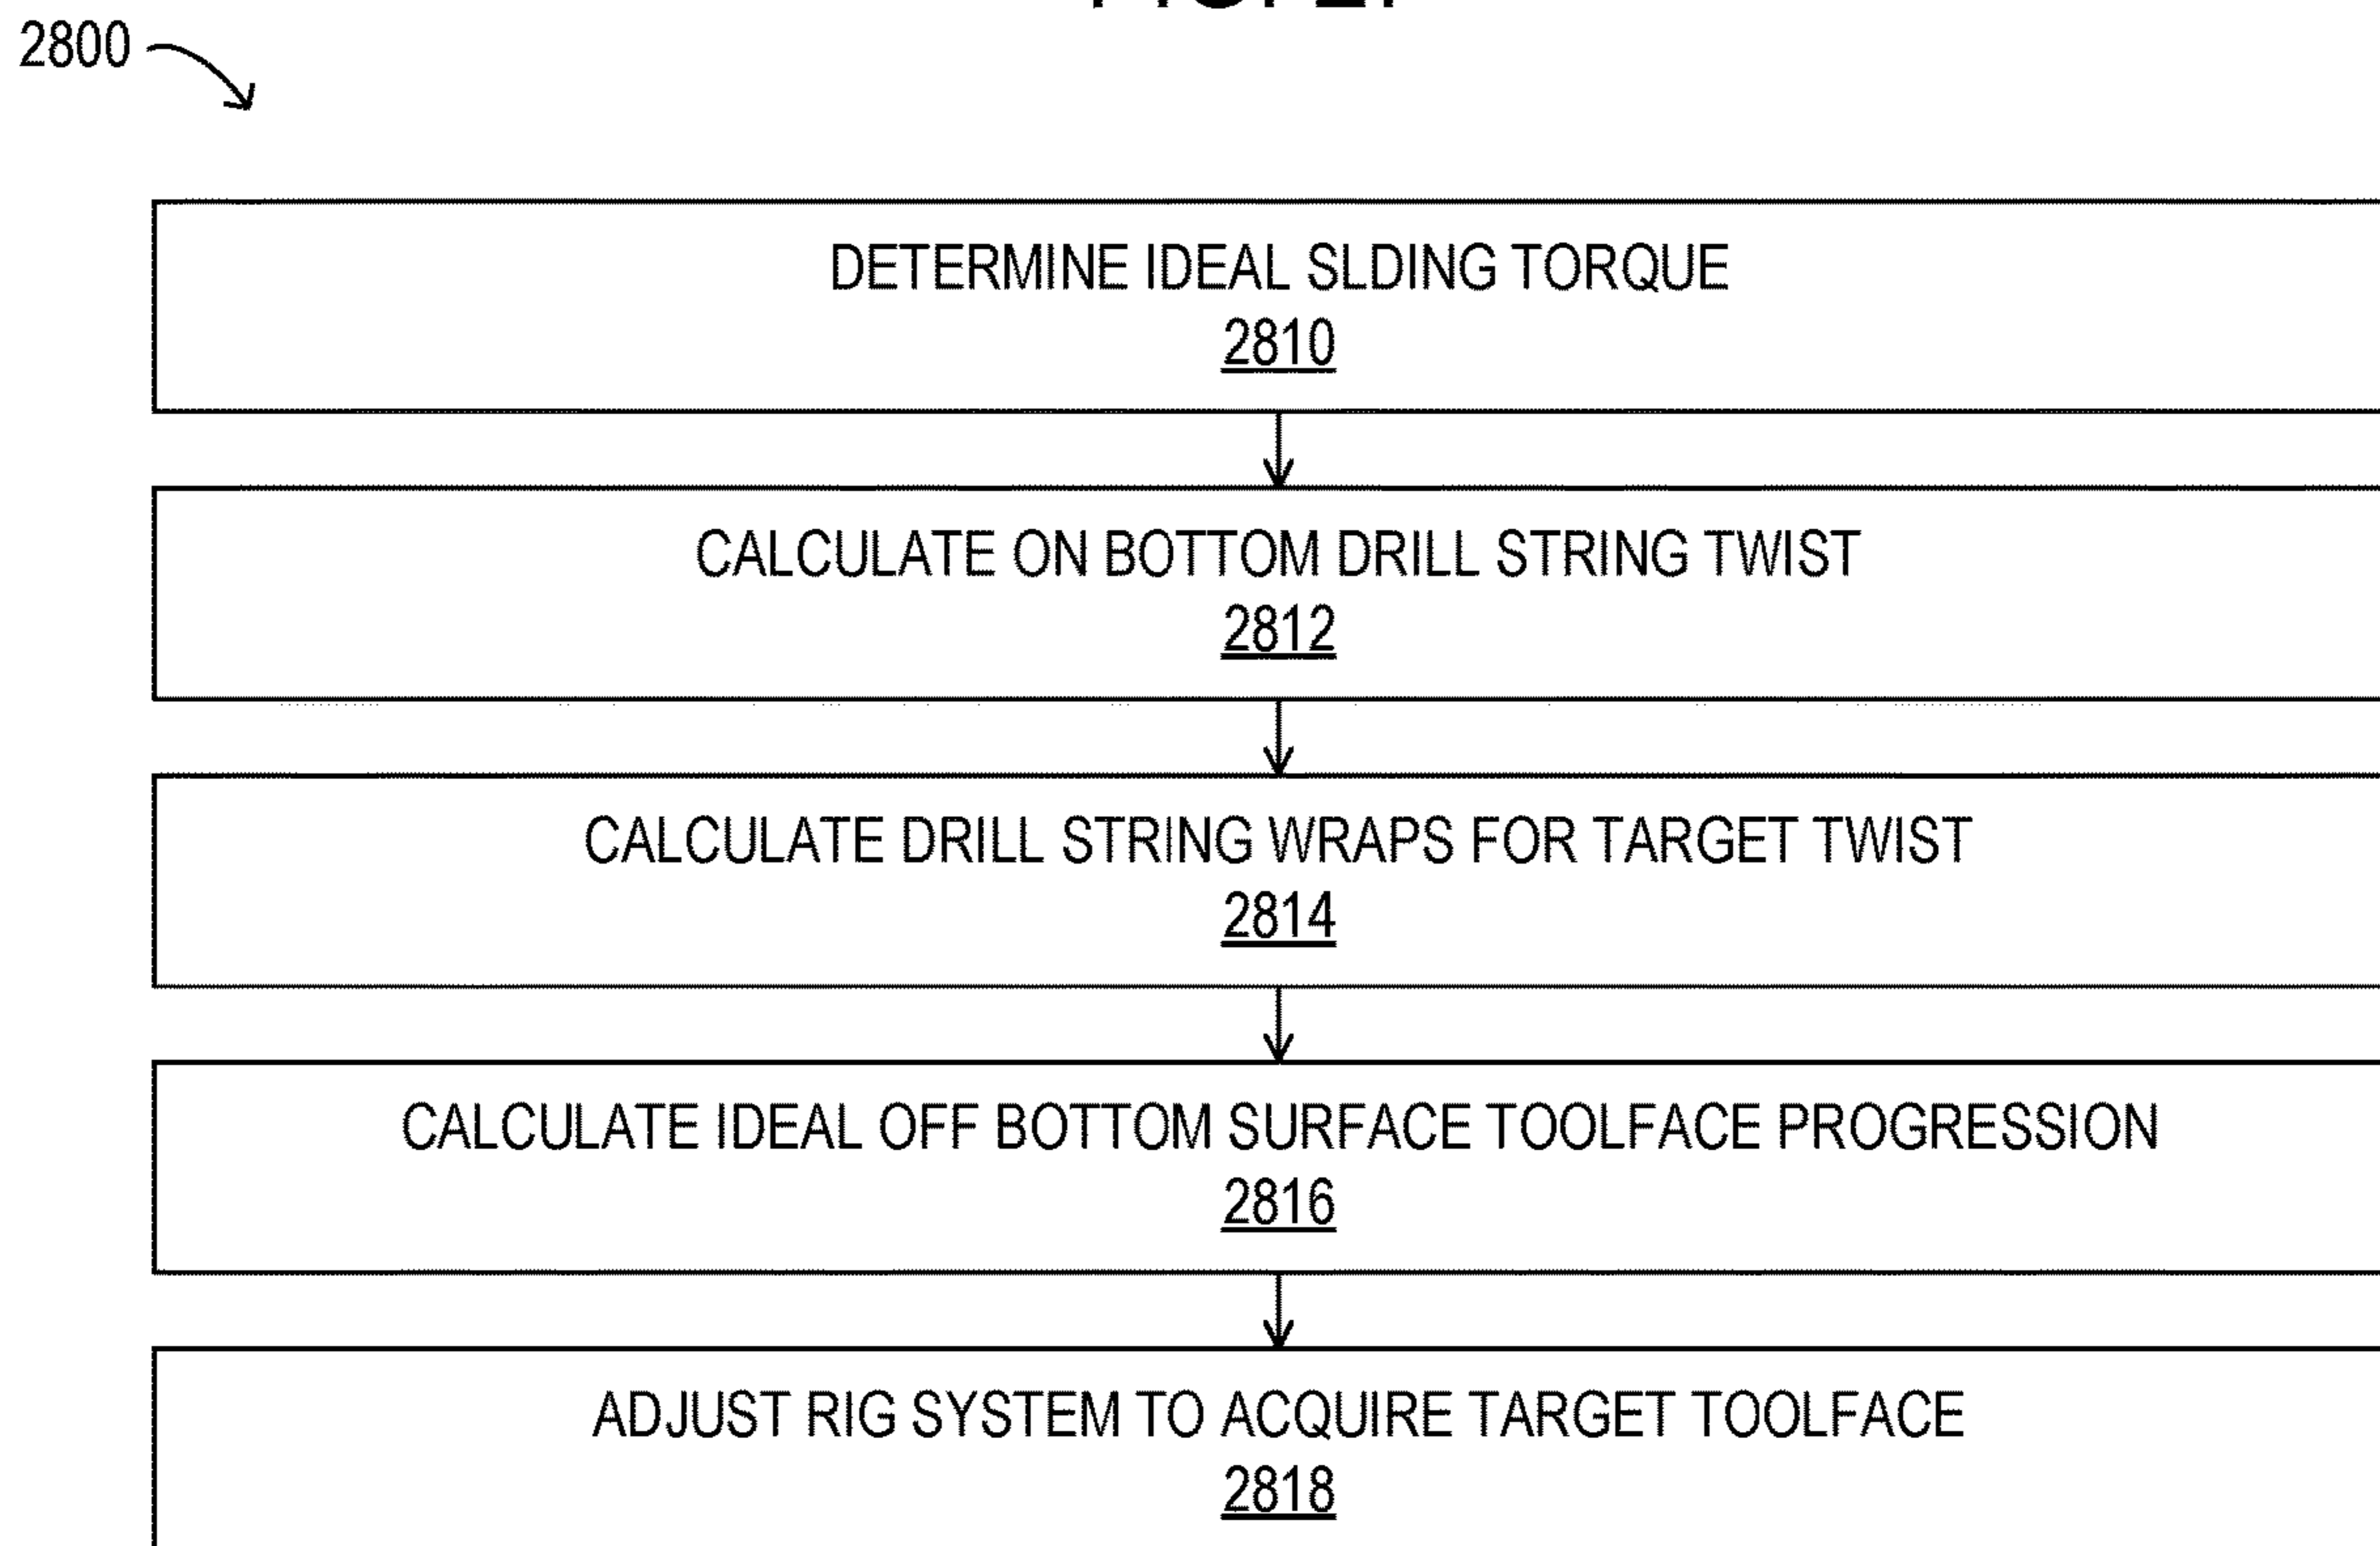 2800
DETERMINE IDEAL SLDING TORQUE
2810
CALCULATE ON BOTTOM DRILL STRING TWIST
2812
CALCULATE DRILL STRING WRAPS FOR TARGET TWIST
2814
CALCULATE IDEAL OFF BOTTOM SURFACE TOOLFACE PROGRESSION
2816
ADJUST RIG SYSTEM TO ACQUIRE TARGET TOOLFACE
2818